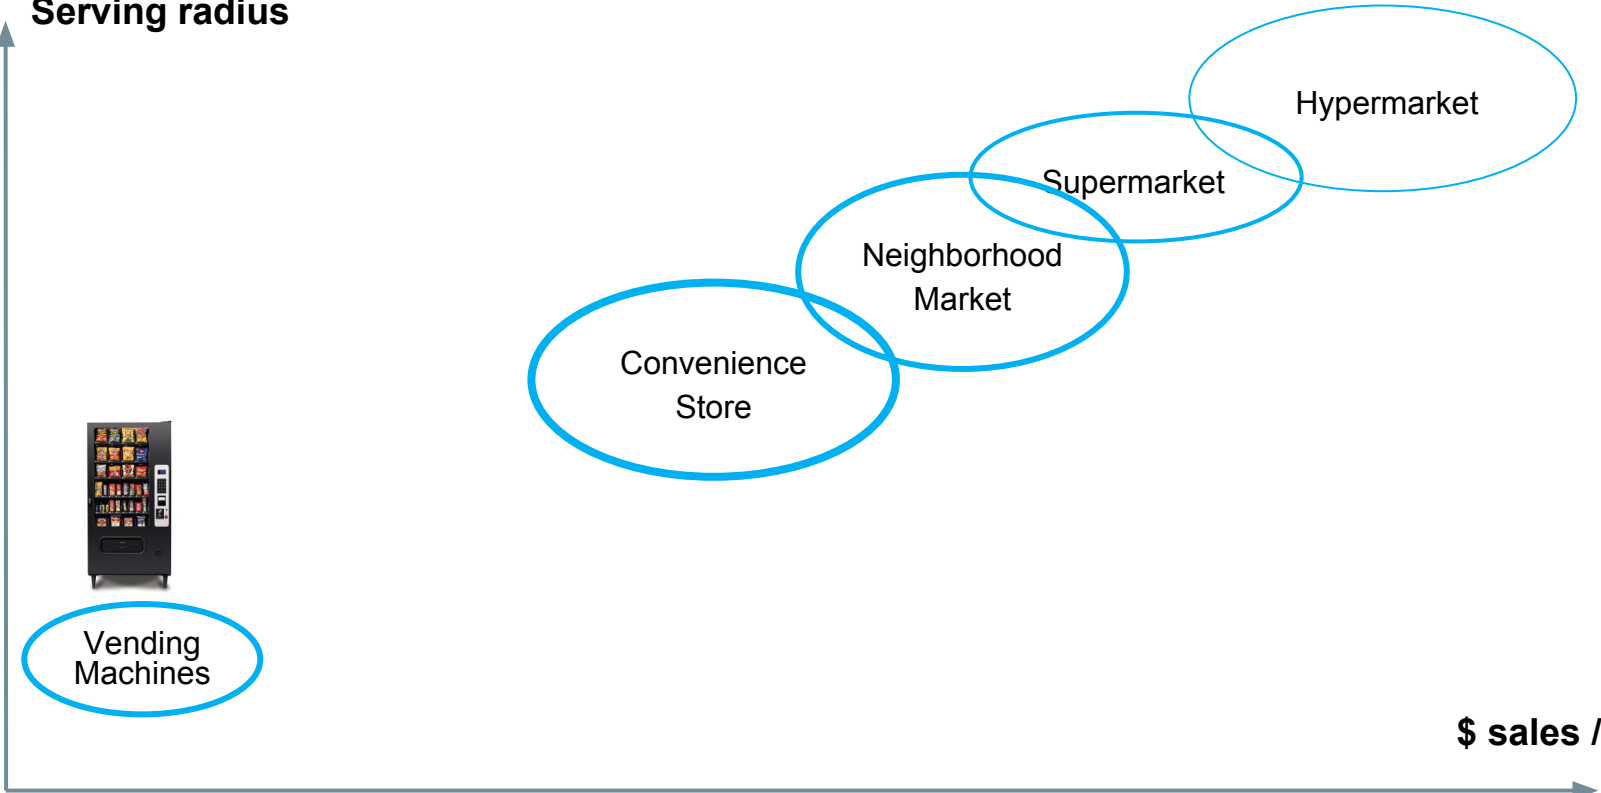 Serving radius
Hypermarket
Supermarket
Neighborhood
Market
Convenience
Store
Vending
Machines
$ sales /